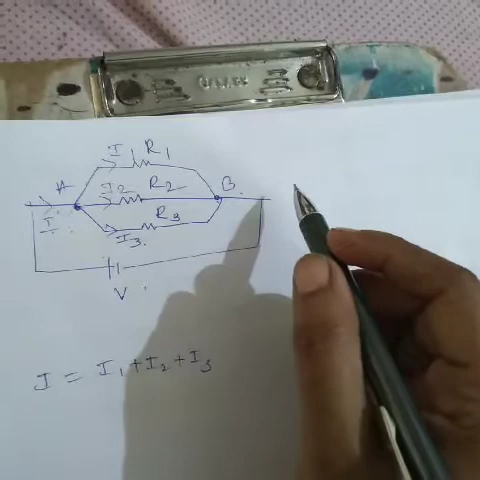 I1 R1
A I2 R2 B
I R3
I3
V
I = I1 + I2 + I3